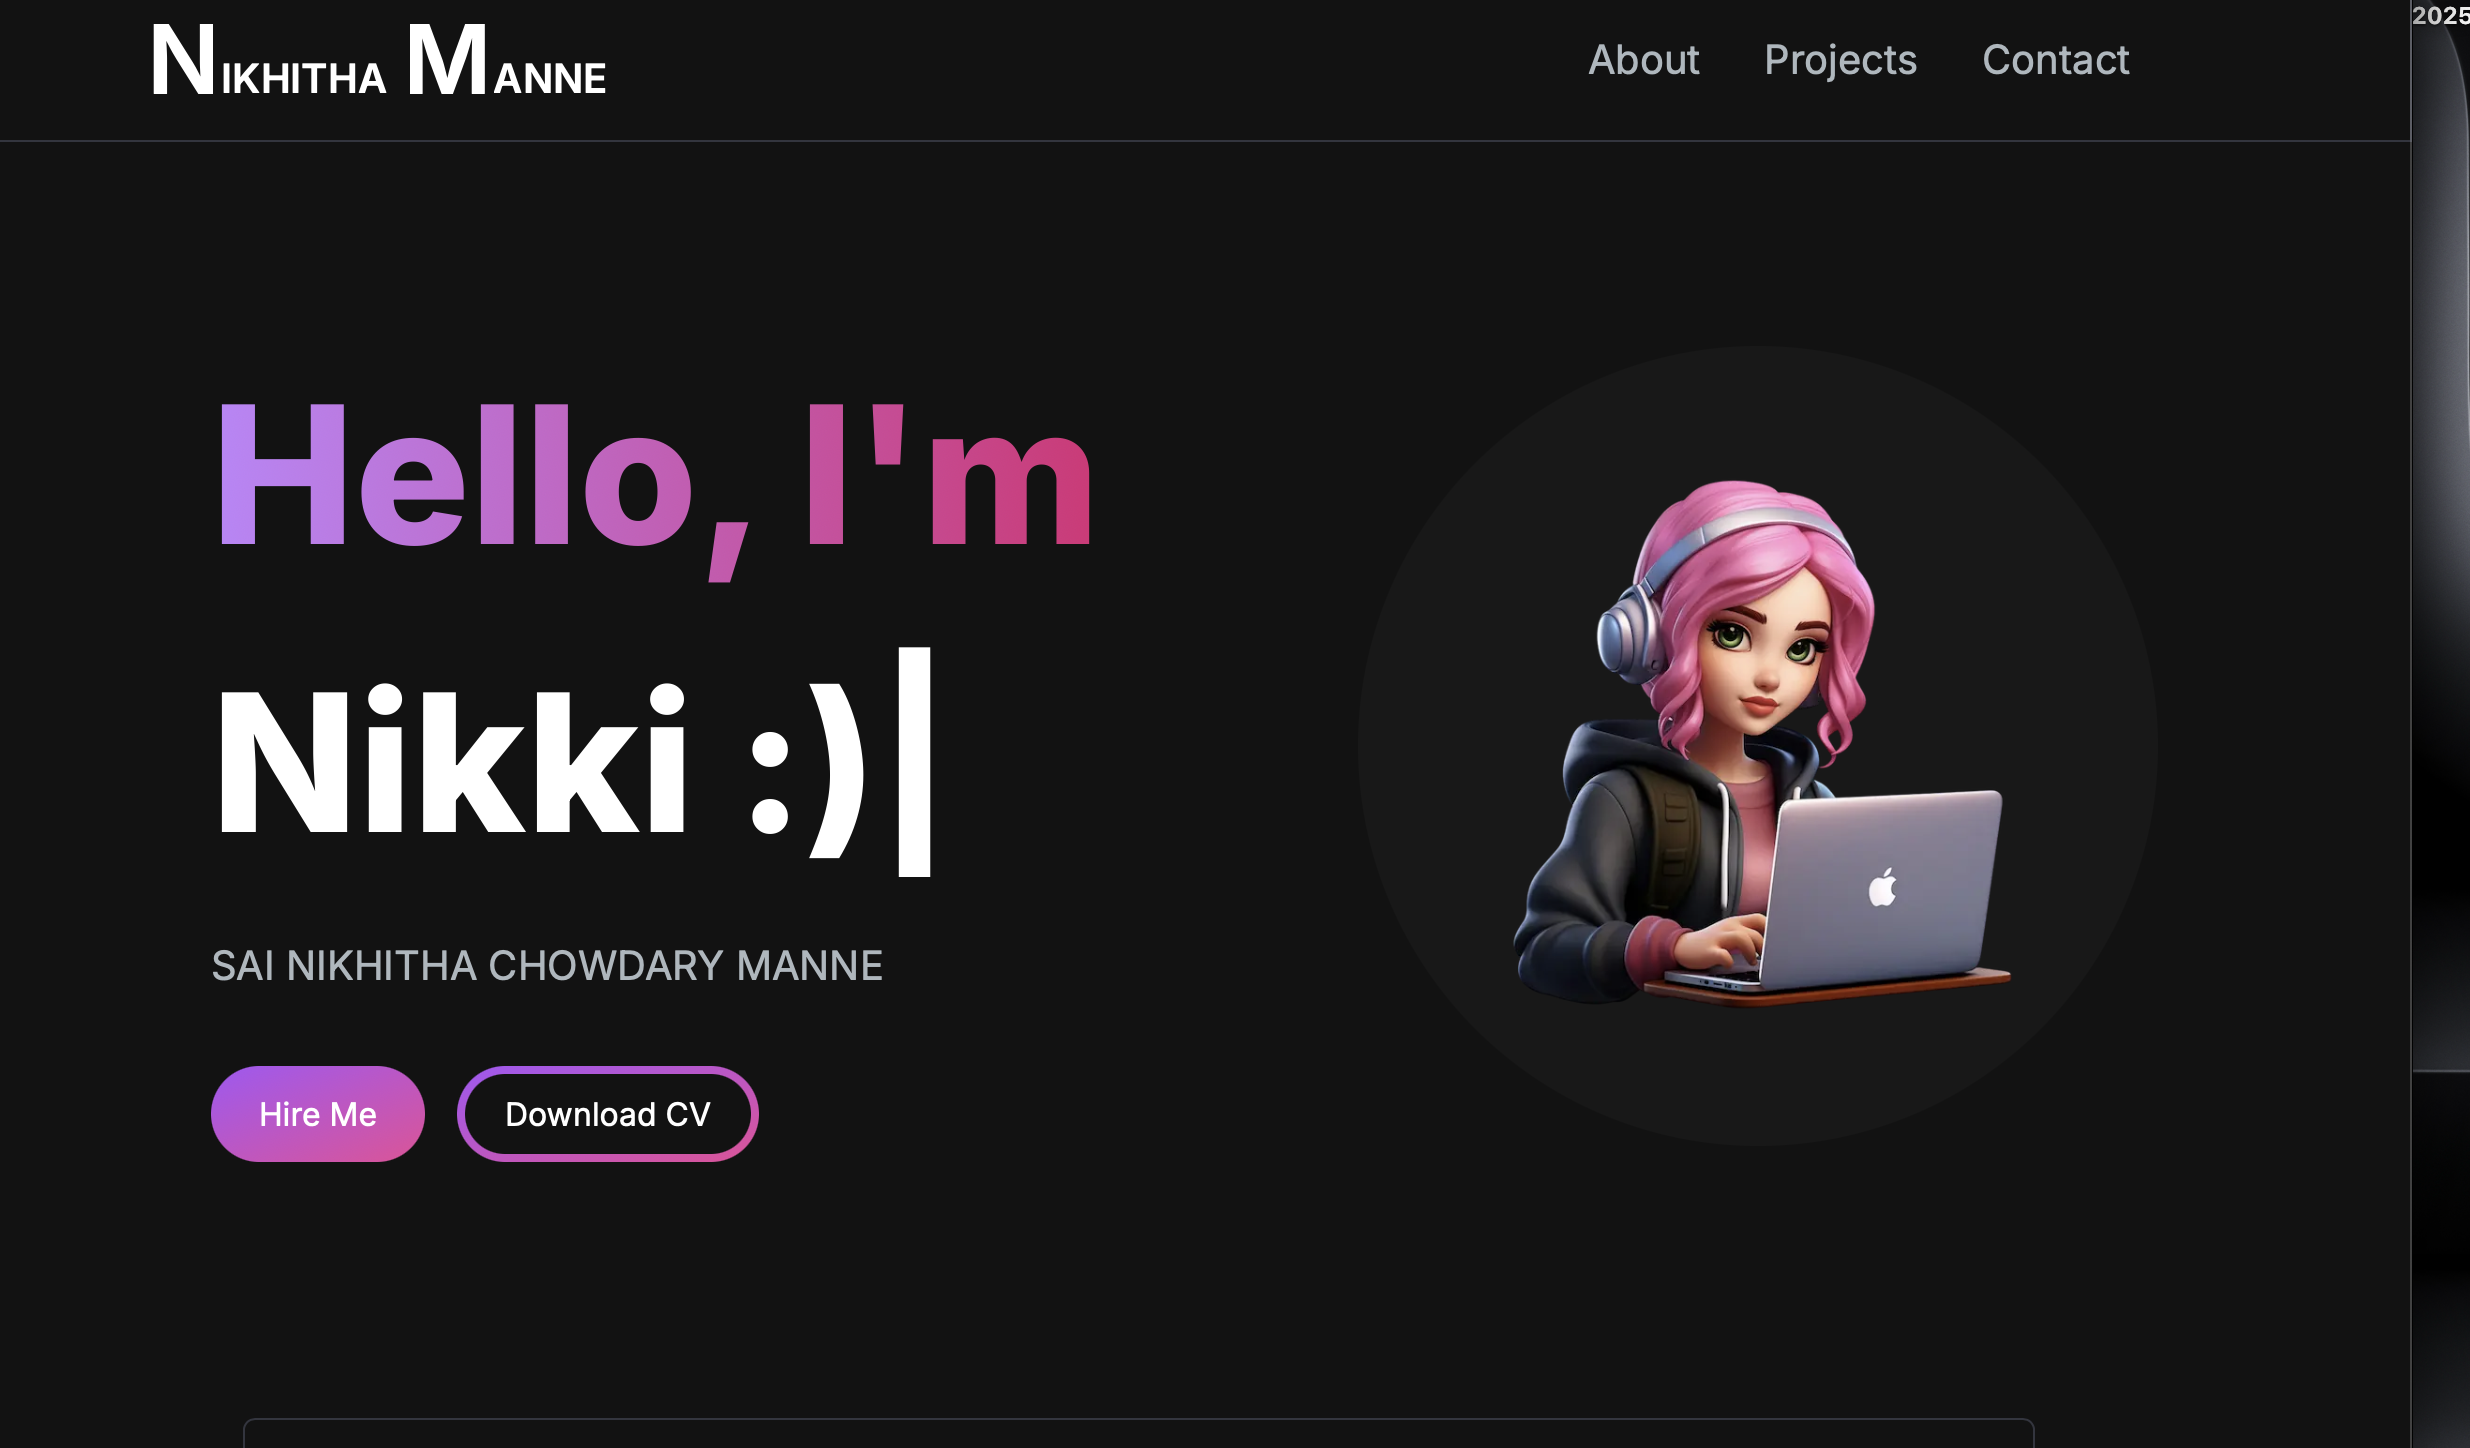 NIKHITHA MANNE
About Projects Contact
2025
Hello, I'm
Nikki :)|
SAI NIKHITHA CHOWDARY MANNE
Hire Me Download CV